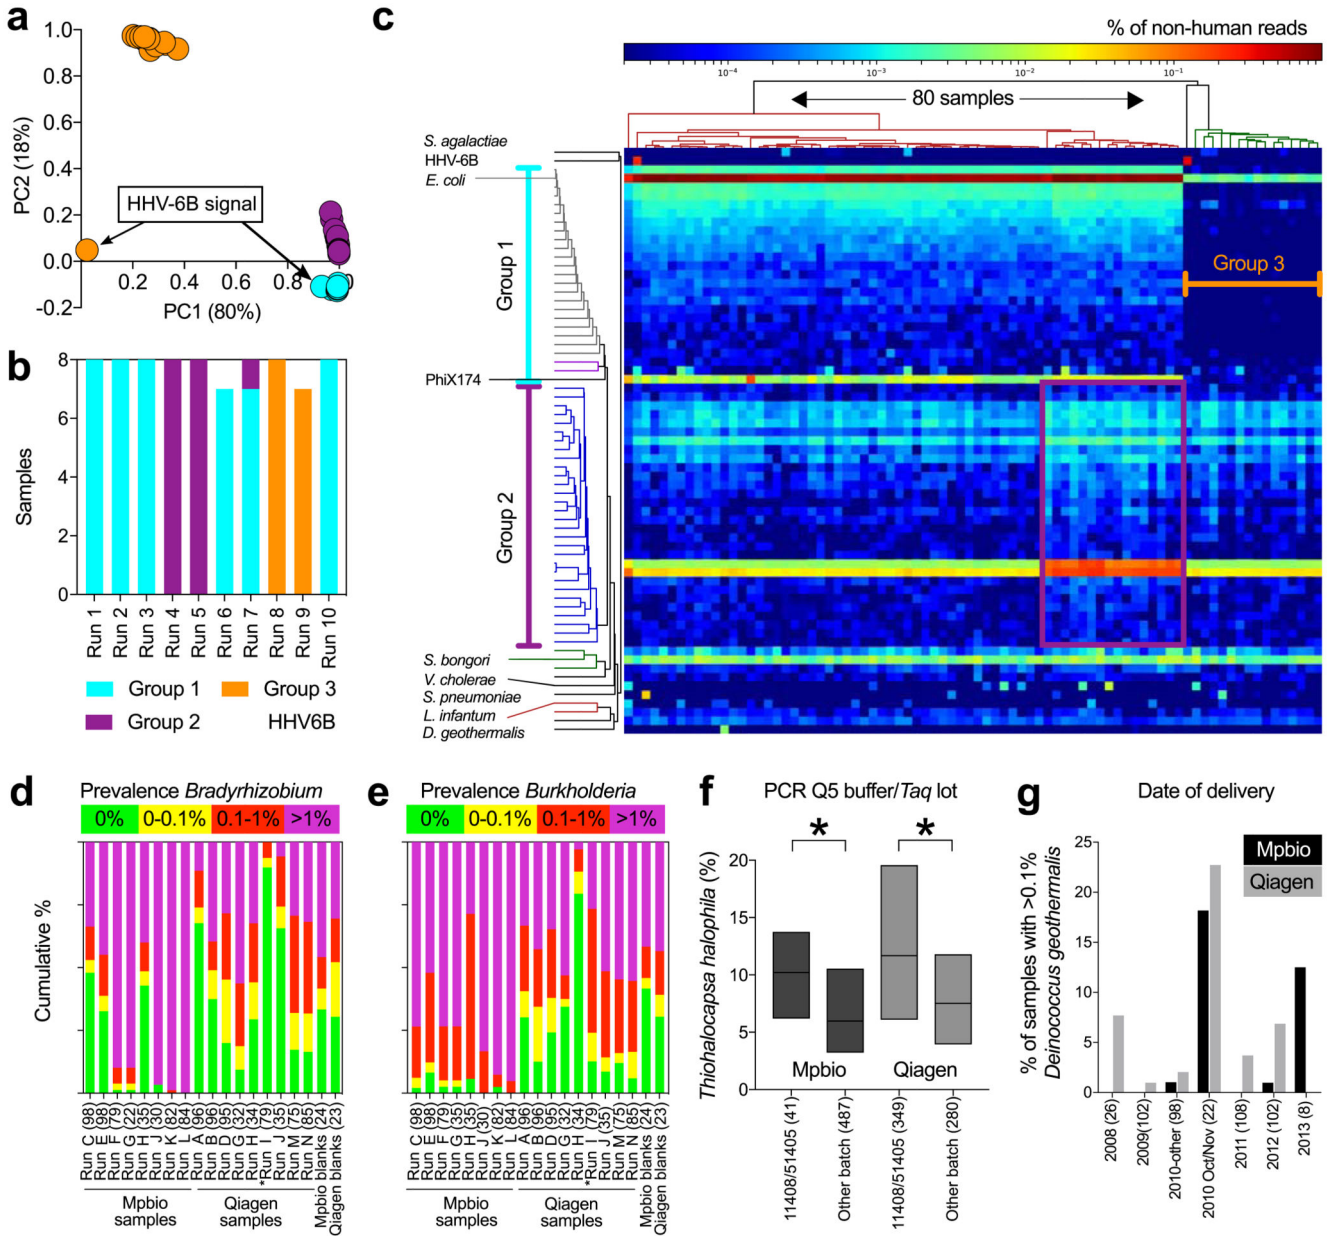 a
1.0
0.8
0.6
0.4
0.2
0.0
-0.2
PC2 (18%)
HHV-6B signal
0.2
0.4
0.6
0.8
PC1 (80%)
b
8
6
4
2
0
Samples
Run 1
Run 2
Run 3
Run 4
Run 5
Run 6
Run 7
Run 8
Run 9
Run 10
Group 1
Group 3
Group 2
HHV6B
c
% of non-human reads
10⁻⁴
10⁻³
10⁻²
10⁻¹
80 samples
S. agalactiae
HHV-6B
E. coli
Group 1
Group 3
PhiX174
Group 2
S. bongori
V. cholerae
S. pneumoniae
L. infantum
D. geothermalis
d
Prevalence Bradyrhizobium
0%
0-0.1%
0.1-1%
>1%
Cumulative %
Run C (98)
Run E (98)
Run F (79)
Run G (22)
Run H (35)
Run J (30)
Run K (82)
Run L (84)
Run A (96)
Run B (96)
Run D (95)
Run G (32)
Run H (34)
*Run I (79)
Run J (35)
Run M (75)
Run N (85)
Mpbio blanks (24)
Qiagen blanks (23)
Mpbio samples
Qiagen samples
e
Prevalence Burkholderia
0%
0-0.1%
0.1-1%
>1%
Run C (98)
Run E (98)
Run F (79)
Run G (35)
Run H (35)
Run J (30)
Run K (82)
Run L (84)
Run A (96)
Run B (96)
Run D (95)
Run G (32)
Run H (34)
*Run I (79)
Run J (35)
Run M (75)
Run N (85)
Mpbio blanks (24)
Qiagen blanks (23)
Mpbio samples
Qiagen samples
f
PCR Q5 buffer/Taq lot
* *
20
15
10
5
0
Thiohalocapsa halophila (%)
Mpbio
Qiagen
11408/51405 (41)
Other batch (487)
11408/51405 (349)
Other batch (280)
g
Date of delivery
Mpbio
Qiagen
25
20
15
10
5
0
% of samples with >0.1%
Deinococcus geothermalis
2008 (26)
2009(102)
2010-other (98)
2010 Oct/Nov (22)
2011 (108)
2012 (102)
2013 (8)